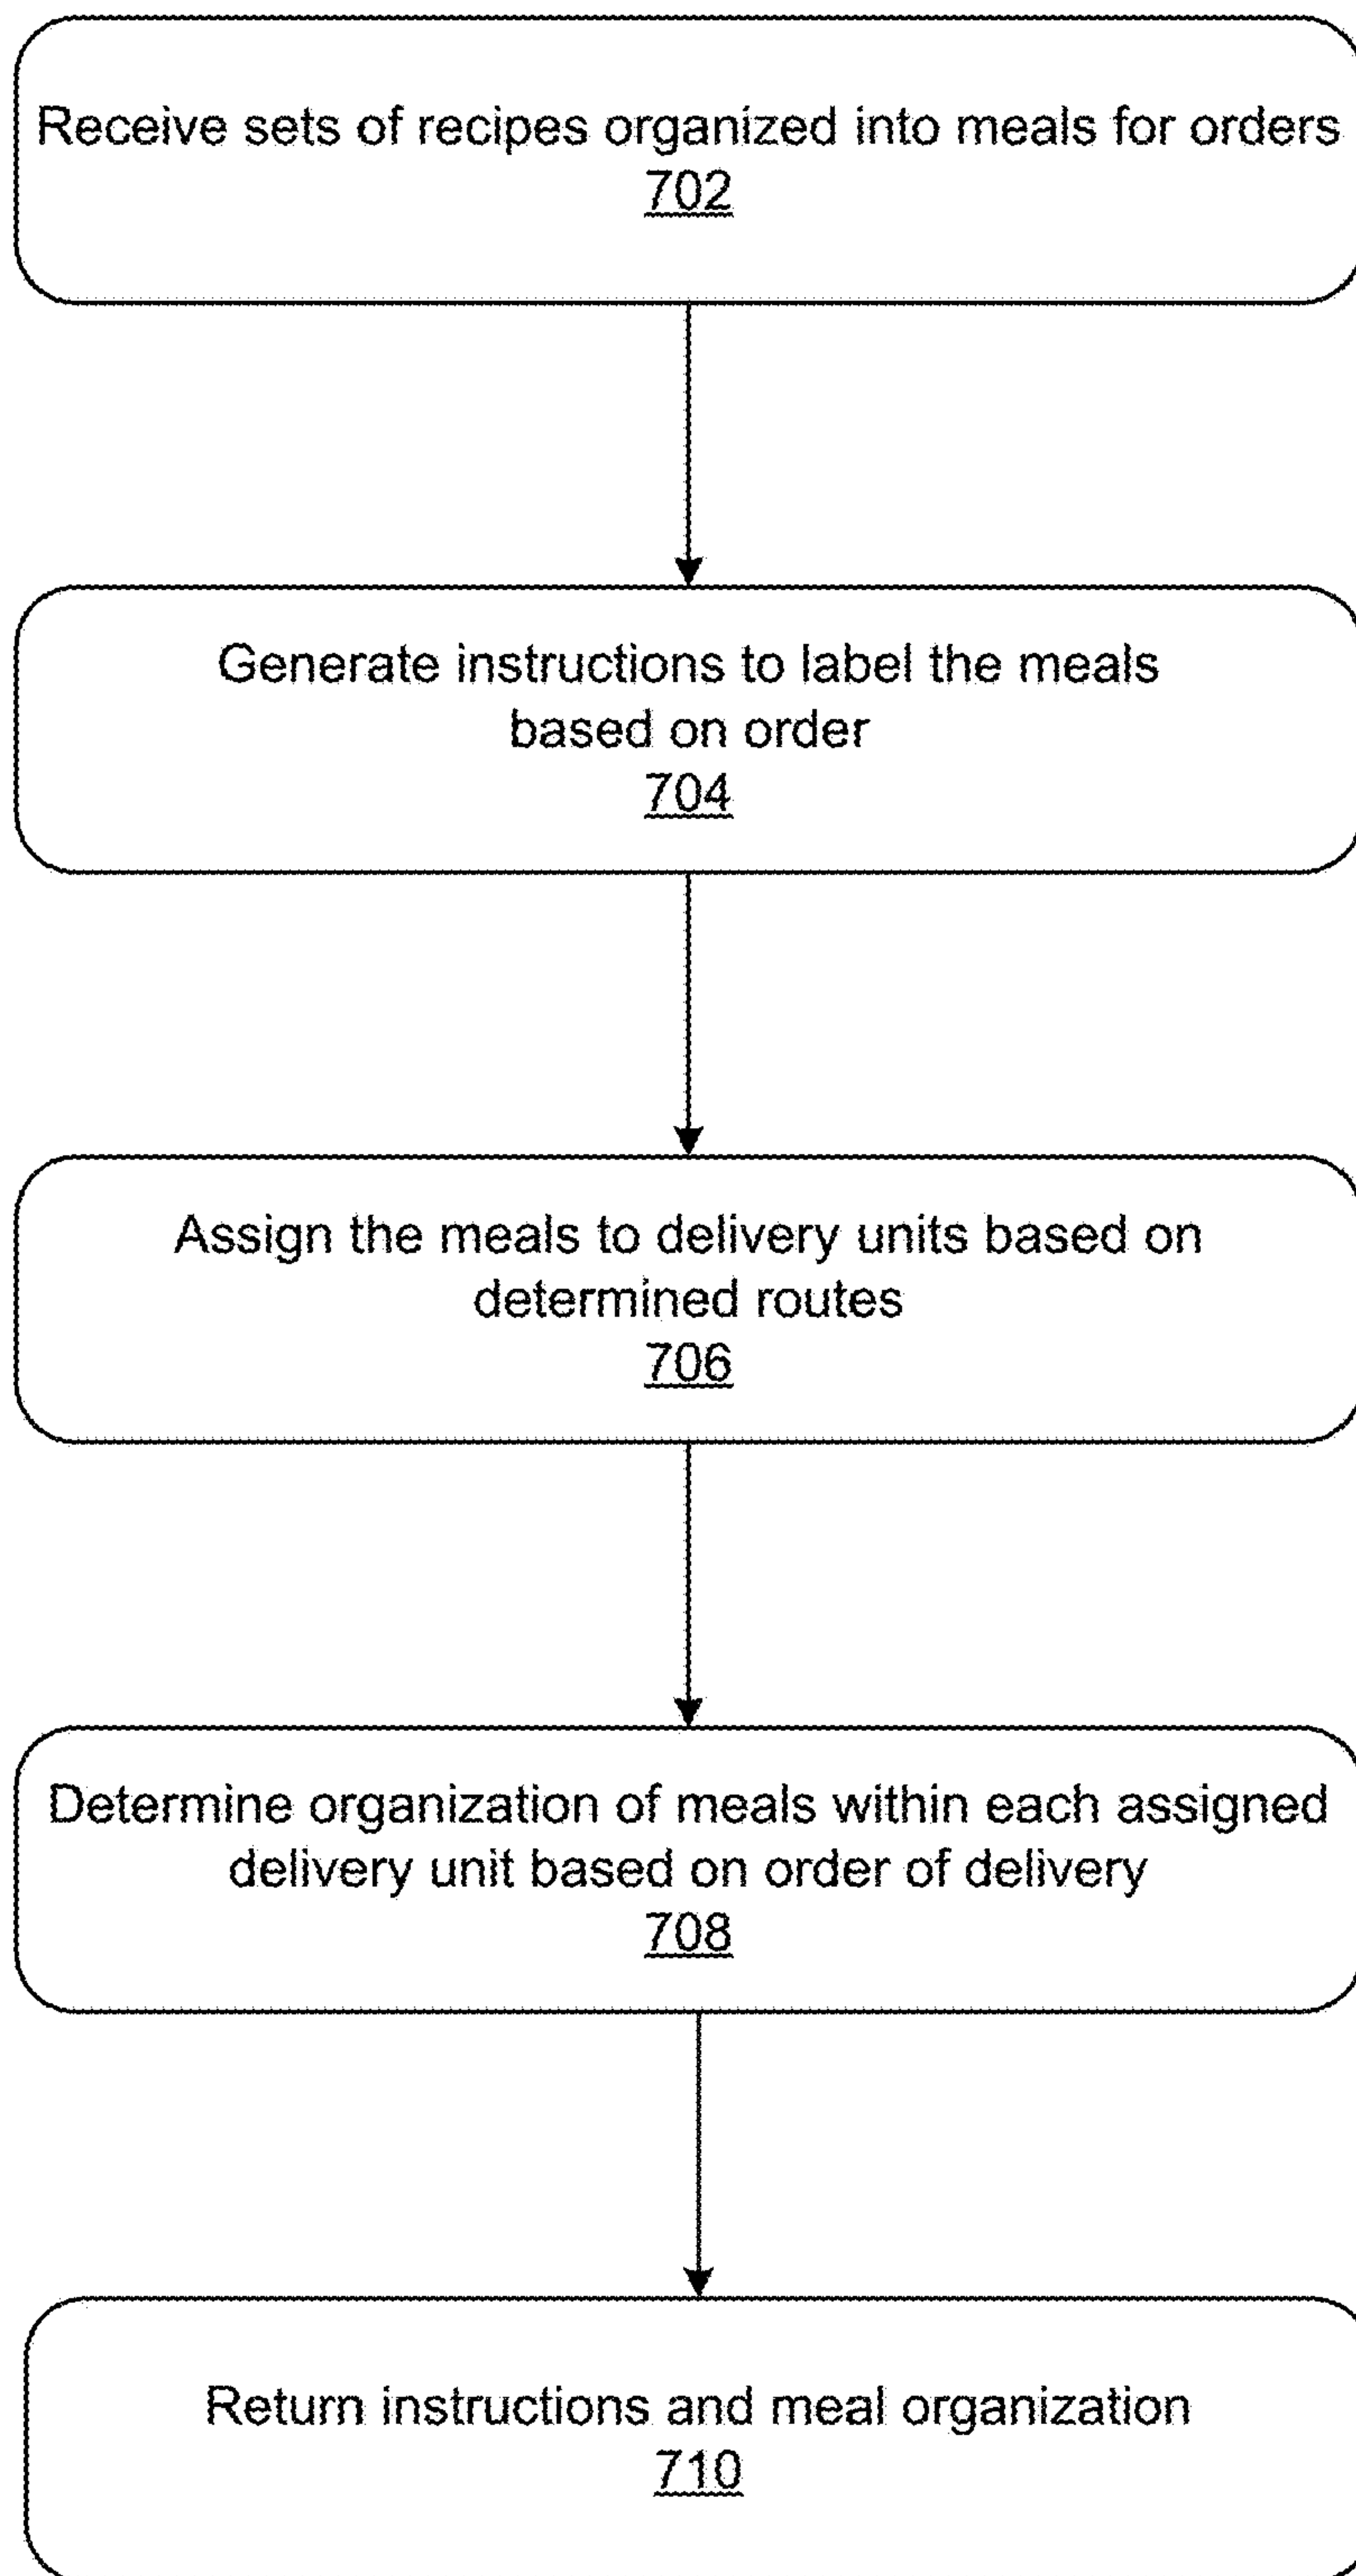 Receive sets of recipes organized into meals for orders
702
Generate instructions to label the meals
based on order
704
Assign the meals to delivery units based on
determined routes
706
Determine organization of meals within each assigned
delivery unit based on order of delivery
708
Return instructions and meal organization
710